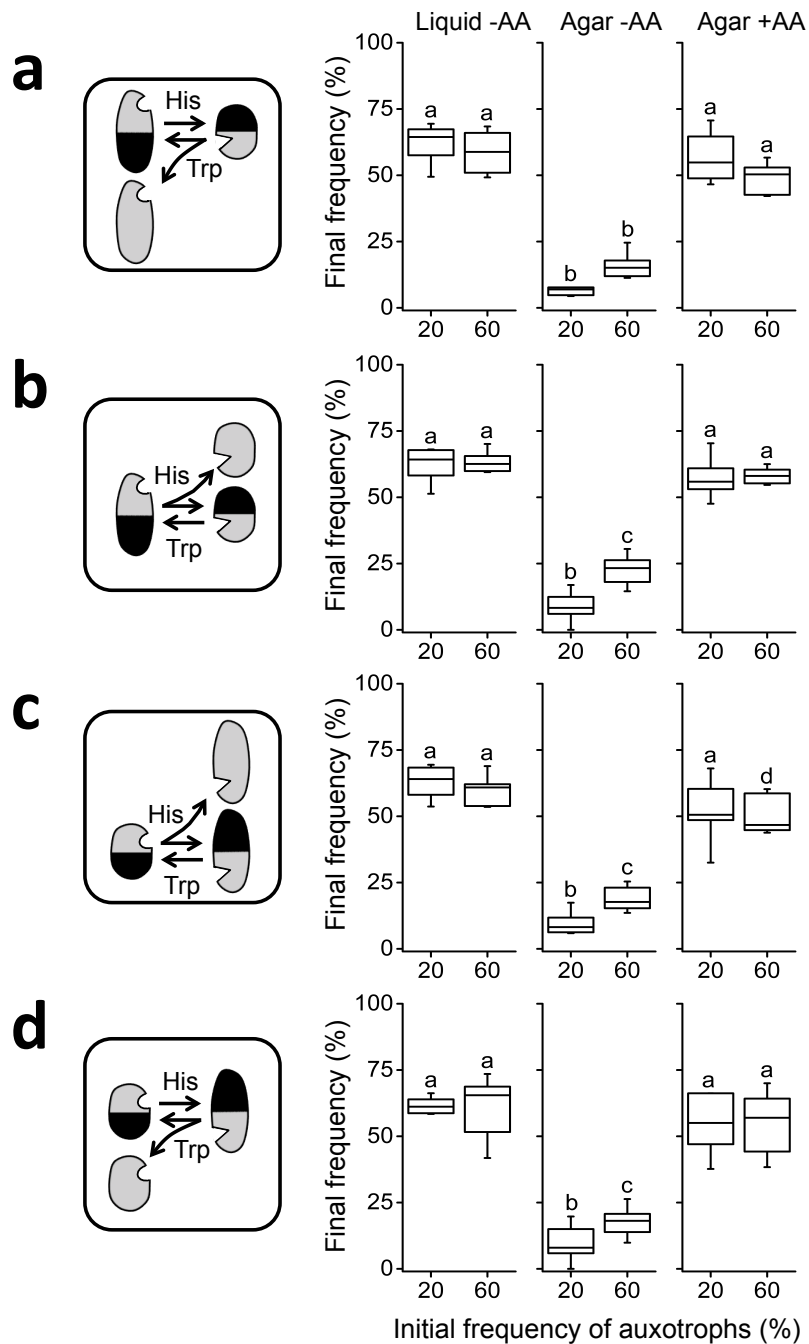 Liquid -AA Agar -AA Agar +AA
a
His
Trp
Final frequency (%)
100
75
50
25
0
a a
b b
a a
20 60 20 60 20 60
b
His
Trp
Final frequency (%)
100
75
50
25
0
a a
b c
a a
20 60 20 60 20 60
c
His
Trp
Final frequency (%)
100
75
50
25
0
a a
b c
a d
20 60 20 60 20 60
d
His
Trp
Final frequency (%)
100
75
50
25
0
a a
b c
a a
20 60 20 60 20 60
Initial frequency of auxotrophs (%)